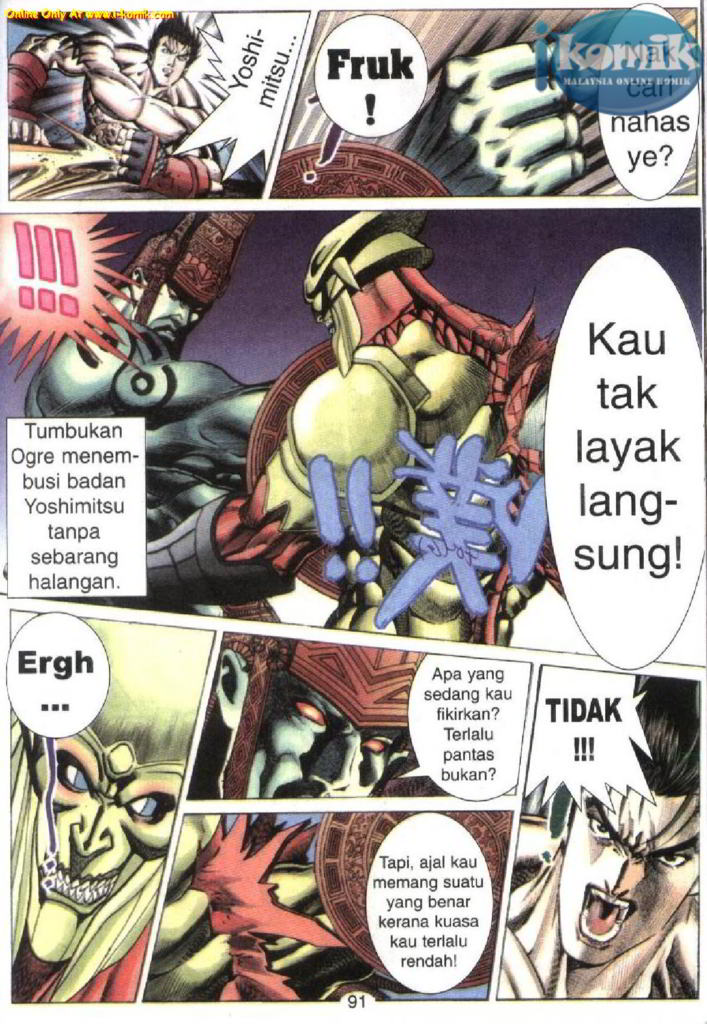 Online Only At www.i-komik.com
Yoshi-
mitsu...
Fruk
!
ikomik
MALAYSIA ONLINE KOMIK
Nak
cari
nahas
ye?
!!!
Kau
tak
layak
lang-
sung!
Tumbukan
Ogre menem-
busi badan
Yoshimitsu
tanpa
sebarang
halangan.
!!
Ergh
...
Apa yang
sedang kau
fikirkan?
Terlalu
pantas
bukan?
TIDAK
!!!
Tapi, ajal kau
memang suatu
yang benar
kerana kuasa
kau terlalu
rendah!
91